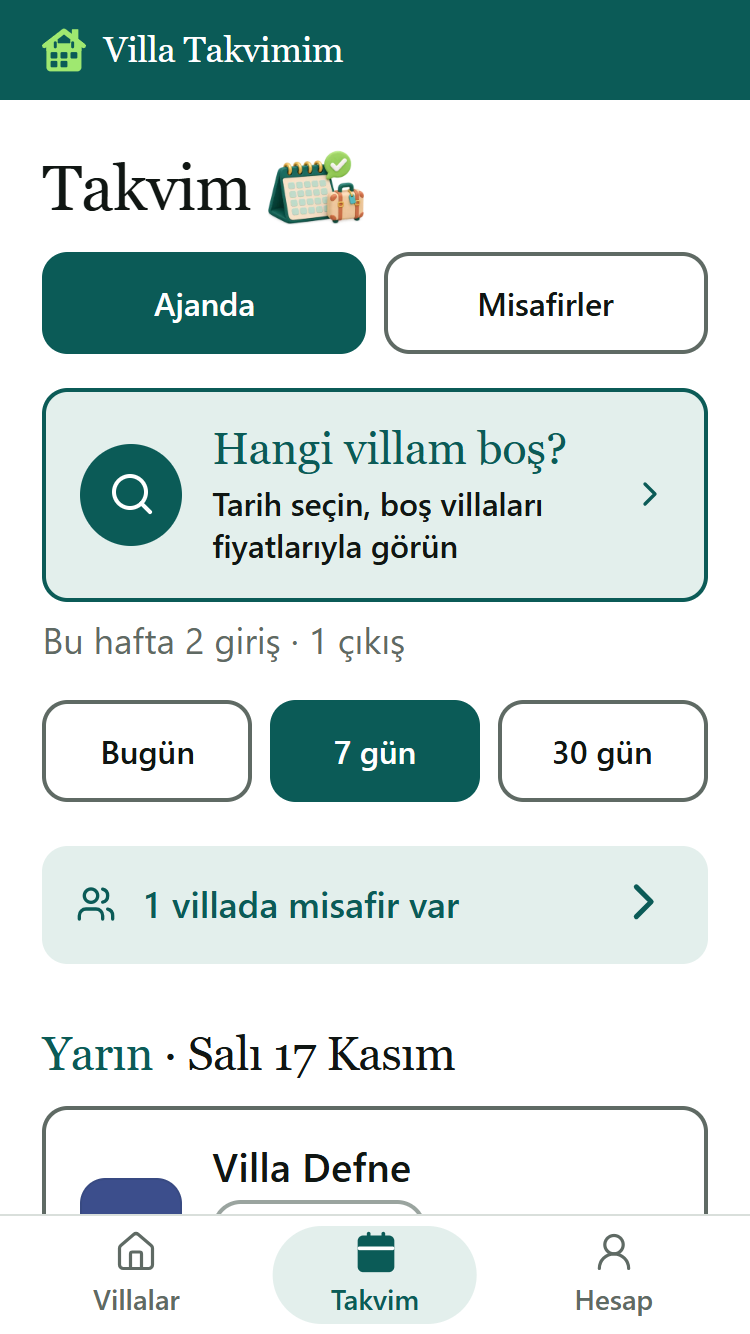 Villa Takvimim
Takvim
Ajanda
Misafirler
Hangi villam boş?
Tarih seçin, boş villaları
fiyatlarıyla görün
Bu hafta 2 giriş · 1 çıkış
Bugün
7 gün
30 gün
1 villada misafir var
Yarın · Salı 17 Kasım
Villa Defne
Villalar
Takvim
Hesap